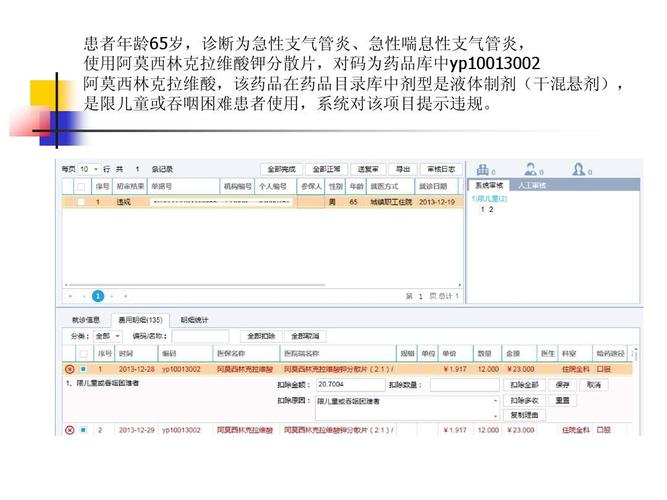 患者年龄65岁，诊断为急性支气管炎、急性喘息性支气管炎，
使用阿莫西林克拉维酸钾分散片，对码为药品库中yp10013002
阿莫西林克拉维酸，该药品在药品目录库中剂型是液体制剂（干混悬剂），
是限儿童或吞咽困难患者使用，系统对该项目提示违规。
每页 10 行 共 1 条记录 全部完成 全部正常 送复审 导出 审核日志
序号 初审结果 单据号 机构编号 个人编号 参保人 性别 年龄 就医方式 就诊日期
1 违规 男 65 城镇职工住院 2013-12-19
1
第 1 页 总计 1
0 0 0
系统审核 人工审核
1)限儿童(2)
1 2
就诊信息 费用明细(135) 明细统计
分类： 全部 编码/名称： 全部扣除 全部取消
序号 时间 编码 医保名称 医院端名称 规格 单位 单价 数量 金额 医生 科室 给药途径
1 2013-12-28 yp10013002 阿莫西林克拉维酸 阿莫西林克拉维酸钾分散片(2:1)/ ￥1.917 12.000 ￥23.000 住院全科 口服
1、限儿童或吞咽困难者 扣除金额： 20.7004 扣除数量： 扣除全部 保存 取消
扣除原因： 限儿童或吞咽困难者 扣除多收 重置
复制理由
2 2013-12-29 yp10013002 阿莫西林克拉维酸 阿莫西林克拉维酸钾分散片(2:1)/ ￥1.917 12.000 ￥23.000 住院全科 口服